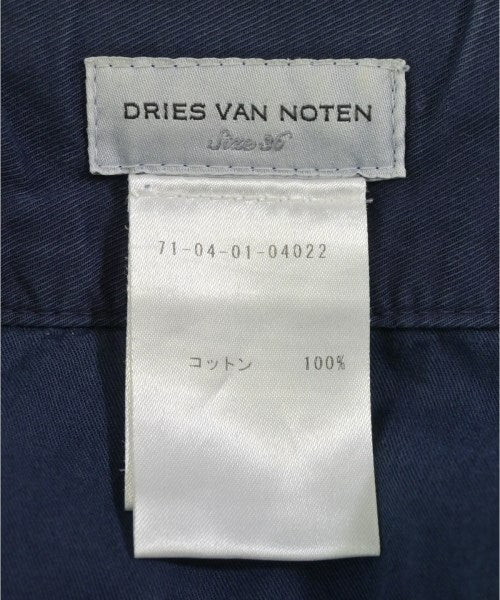 DRIES VAN NOTEN
Size 36
71-04-01-04022
コットン 100%